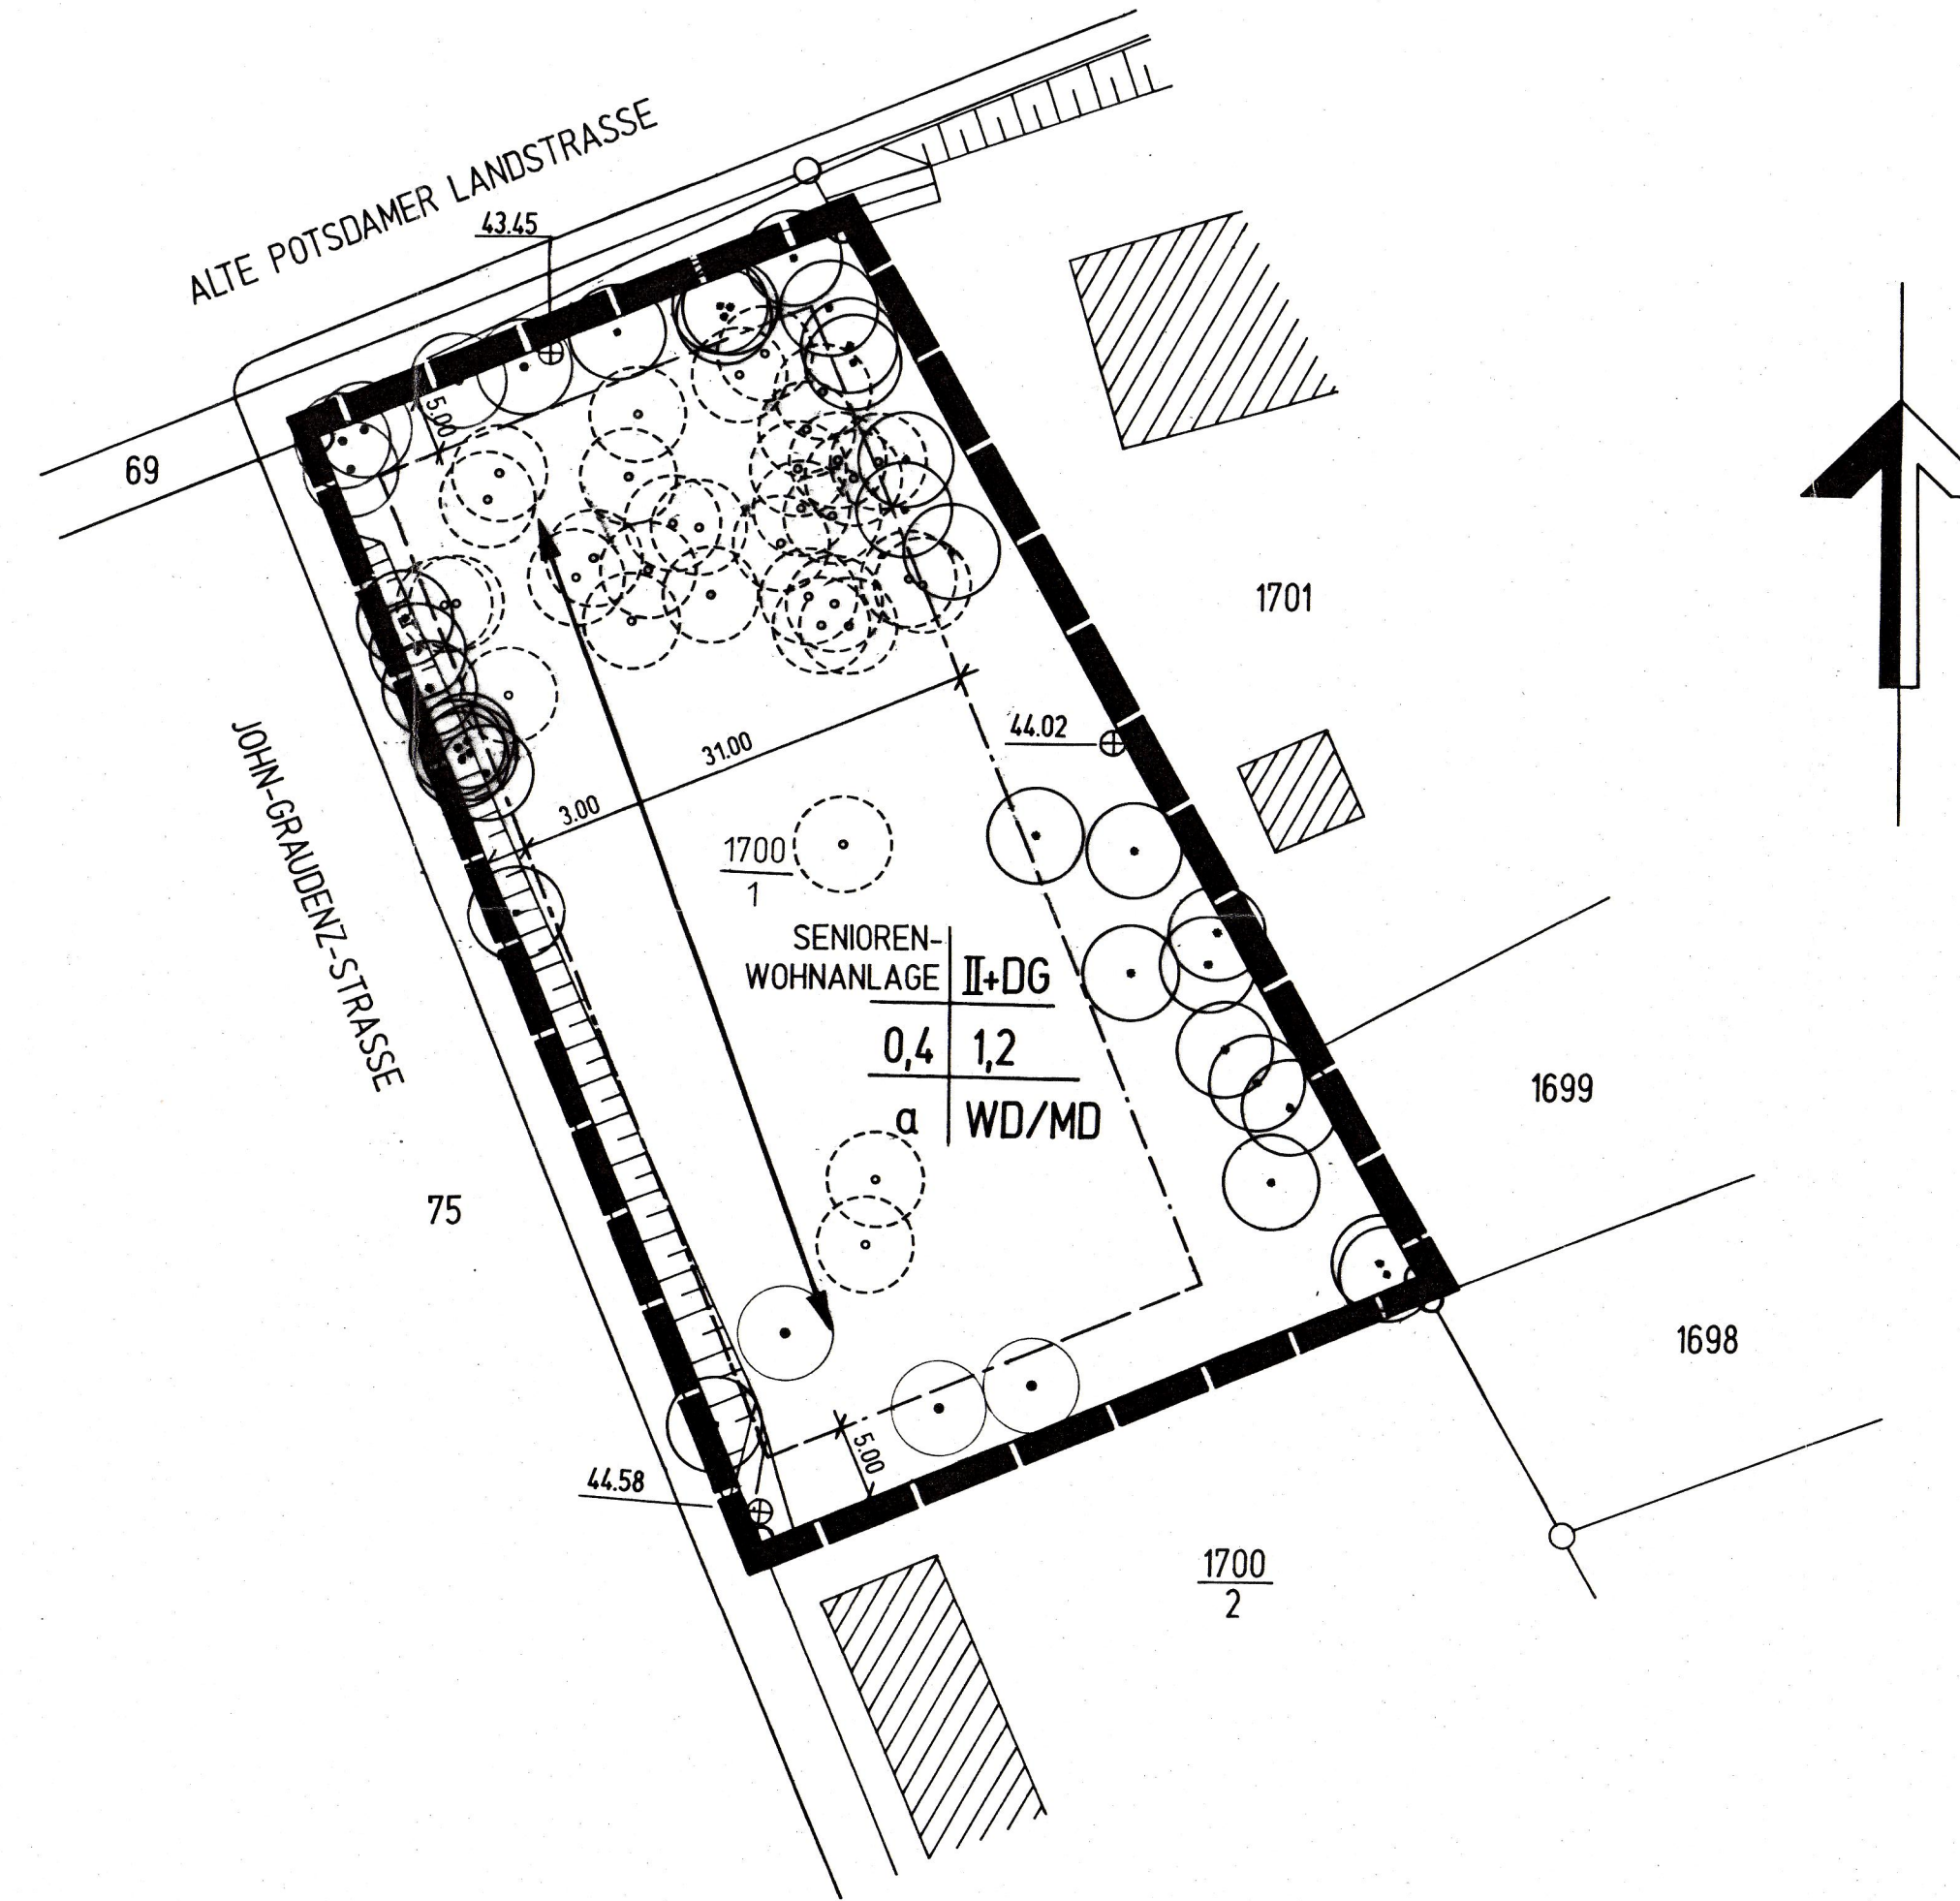 ALTE POTSDAMER LANDSTRASSE
43.45
5.00
69
1701
JOHN-GRAUDENZ-STRASSE
44.02
31.00
3.00
1700
1
SENIOREN-
WOHNANLAGE
II+DG
0,4
1,2
a
WD/MD
1699
75
1698
5.00
44.58
1700
2